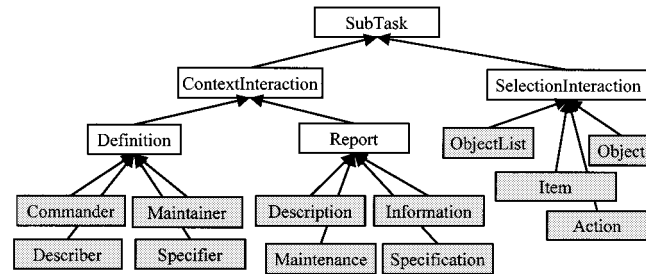 SubTask
ContextInteraction
SelectionInteraction
Definition
Report
ObjectList
Object
Item
Action
Commander
Maintainer
Description
Information
Describer
Specifier
Maintenance
Specification